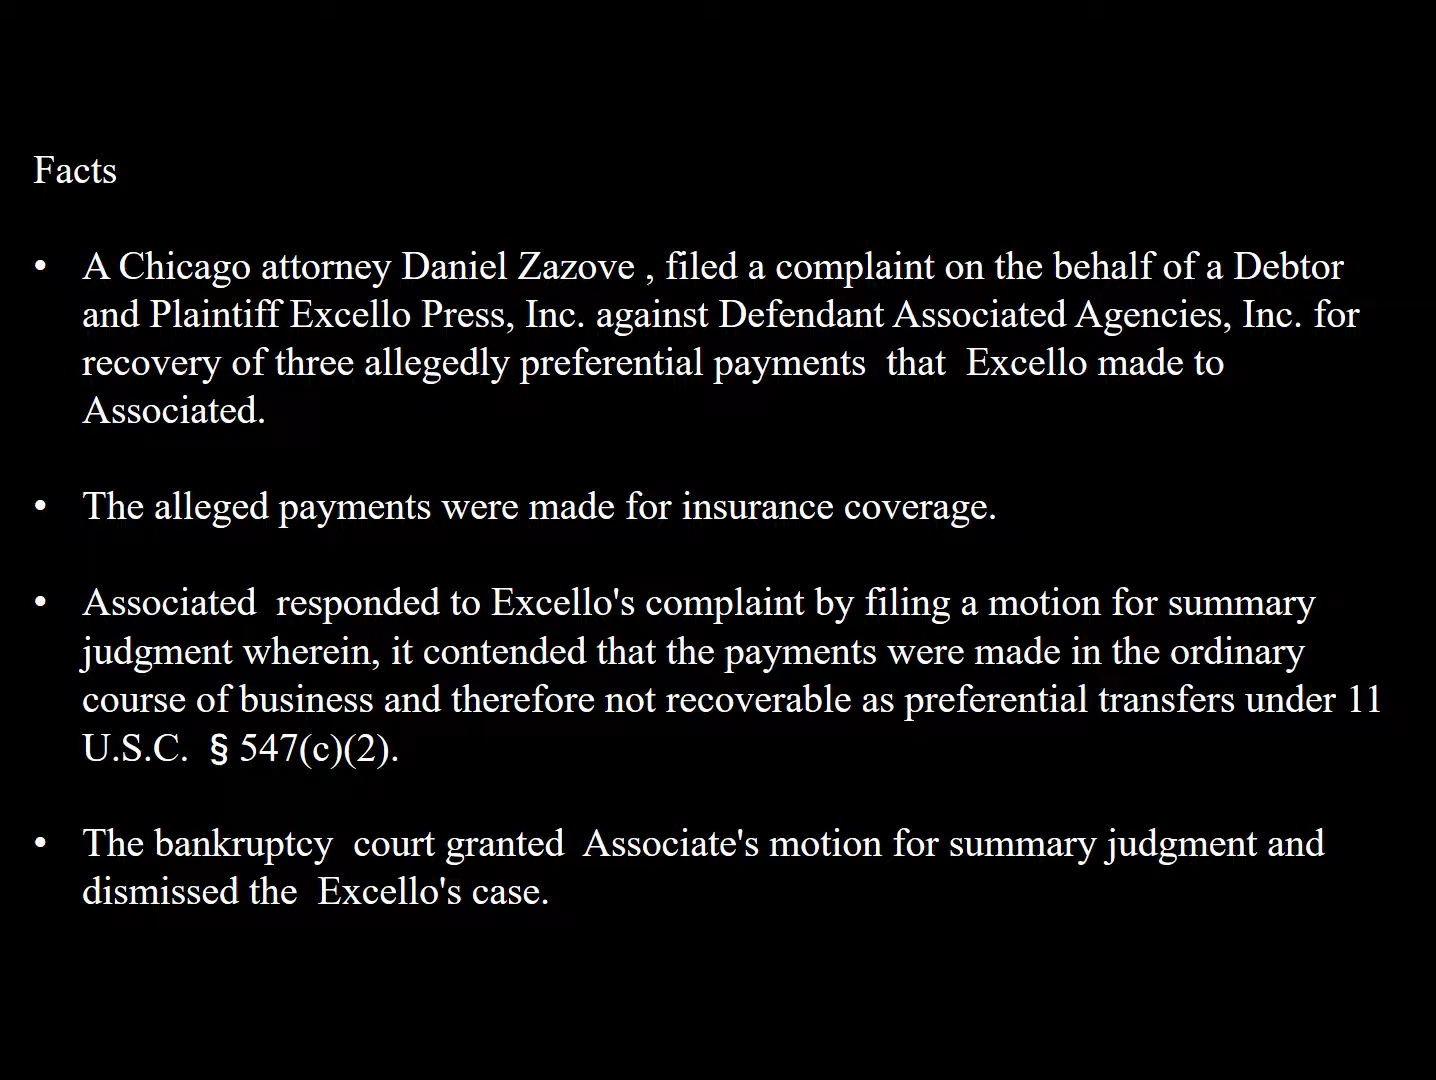 Facts
• A Chicago attorney Daniel Zazove , filed a complaint on the behalf of a Debtor
and Plaintiff Excello Press, Inc. against Defendant Associated Agencies, Inc. for
recovery of three allegedly preferential payments  that  Excello made to
Associated.
• The alleged payments were made for insurance coverage.
• Associated  responded to Excello's complaint by filing a motion for summary
judgment wherein, it contended that the payments were made in the ordinary
course of business and therefore not recoverable as preferential transfers under 11
U.S.C.  § 547(c)(2).
• The bankruptcy  court granted  Associate's motion for summary judgment and
dismissed the  Excello's case.